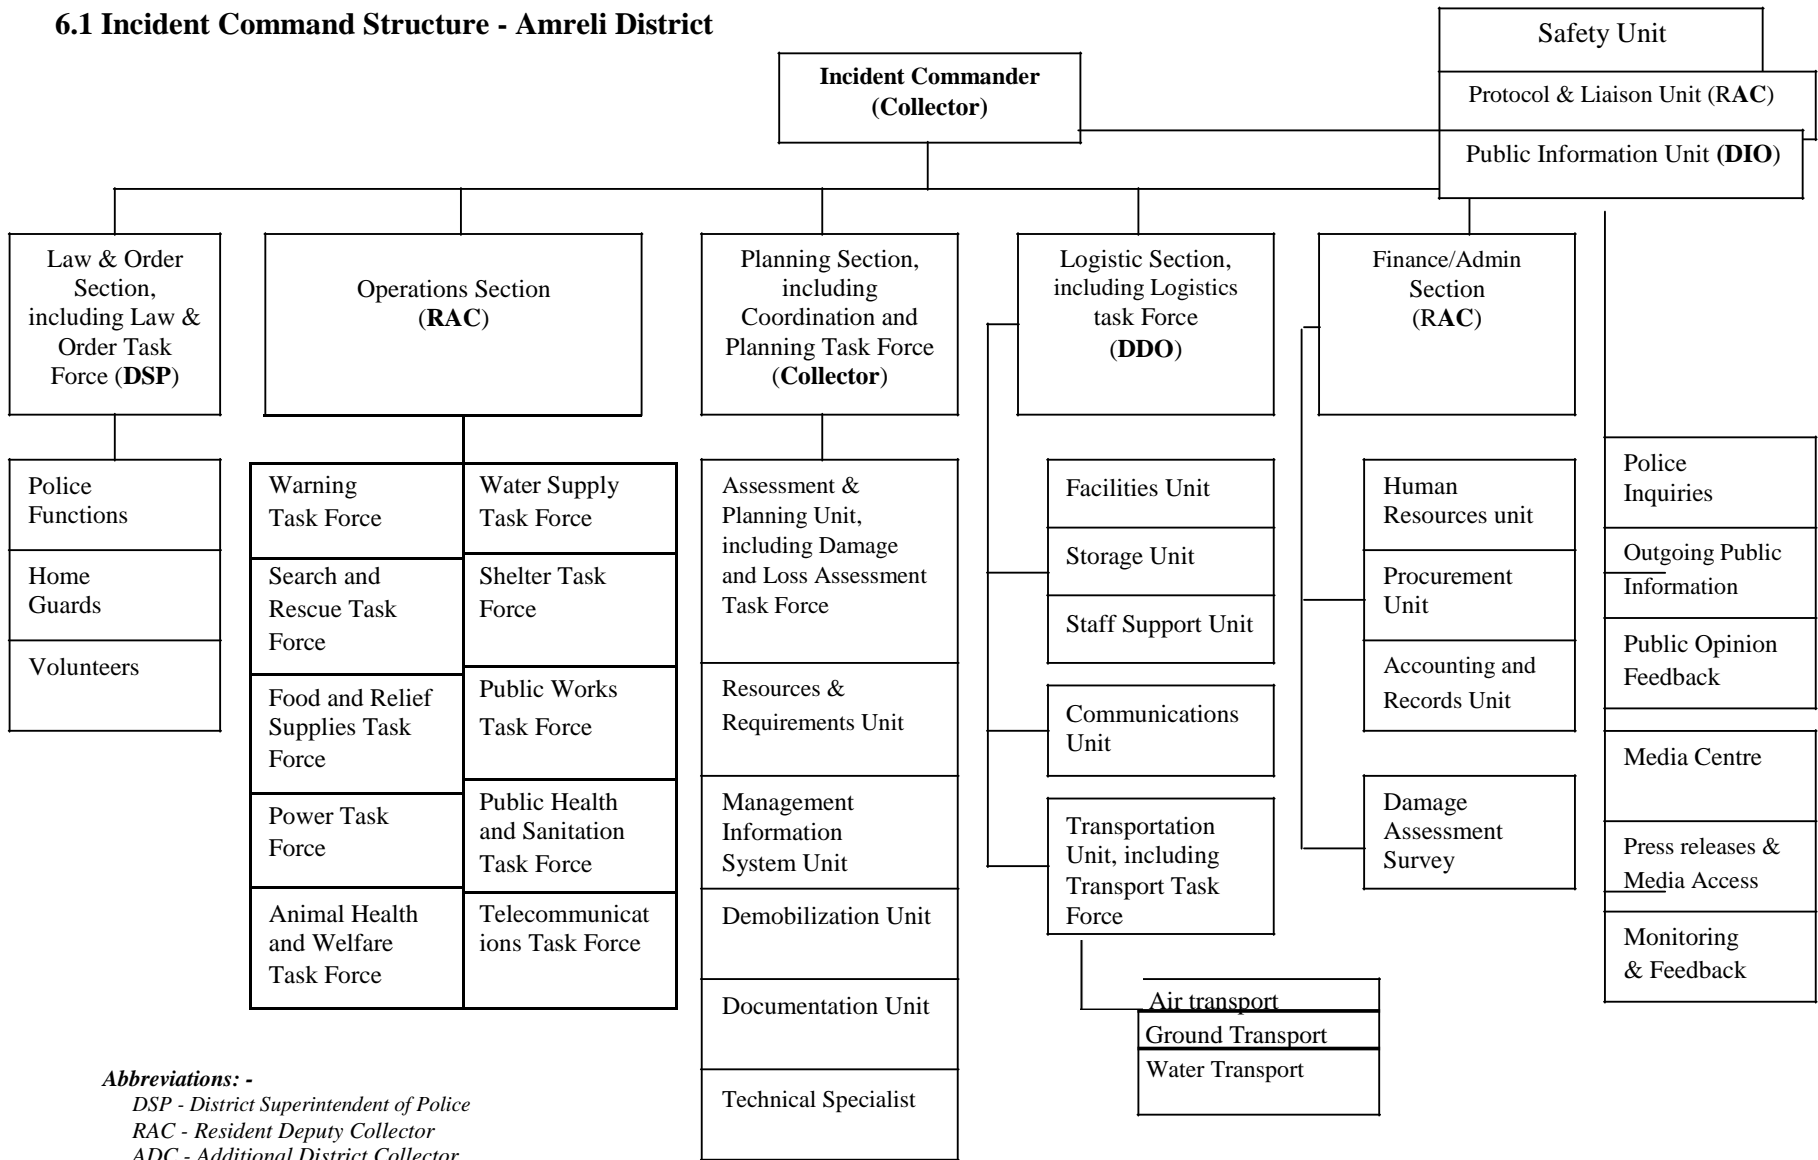 6.1 Incident Command Structure - Amreli District
Safety Unit
Incident Commander
(Collector)
Protocol & Liaison Unit (RAC)
Public Information Unit (DIO)
Law & Order
Section,
including Law &
Order Task
Force (DSP)
Operations Section
(RAC)
Planning Section,
including
Coordination and
Planning Task Force
(Collector)
Logistic Section,
including Logistics
task Force
(DDO)
Finance/Admin
Section
(RAC)
Police
Functions
Home
Guards
Volunteers
Warning
Task Force
Search and
Rescue Task
Force
Food and Relief
Supplies Task
Force
Power Task
Force
Animal Health
and Welfare
Task Force
Water Supply
Task Force
Shelter Task
Force
Public Works
Task Force
Public Health
and Sanitation
Task Force
Telecommunicat
ions Task Force
Assessment &
Planning Unit,
including Damage
and Loss Assessment
Task Force
Resources &
Requirements Unit
Management
Information
System Unit
Demobilization Unit
Documentation Unit
Technical Specialist
Facilities Unit
Storage Unit
Staff Support Unit
Communications
Unit
Transportation
Unit, including
Transport Task
Force
Air transport
Ground Transport
Water Transport
Human
Resources unit
Procurement
Unit
Accounting and
Records Unit
Damage
Assessment
Survey
Police
Inquiries
Outgoing Public
Information
Public Opinion
Feedback
Media Centre
Press releases &
Media Access
Monitoring
& Feedback
Abbreviations: -
DSP - District Superintendent of Police
RAC - Resident Deputy Collector
ADC - Additional District Collector